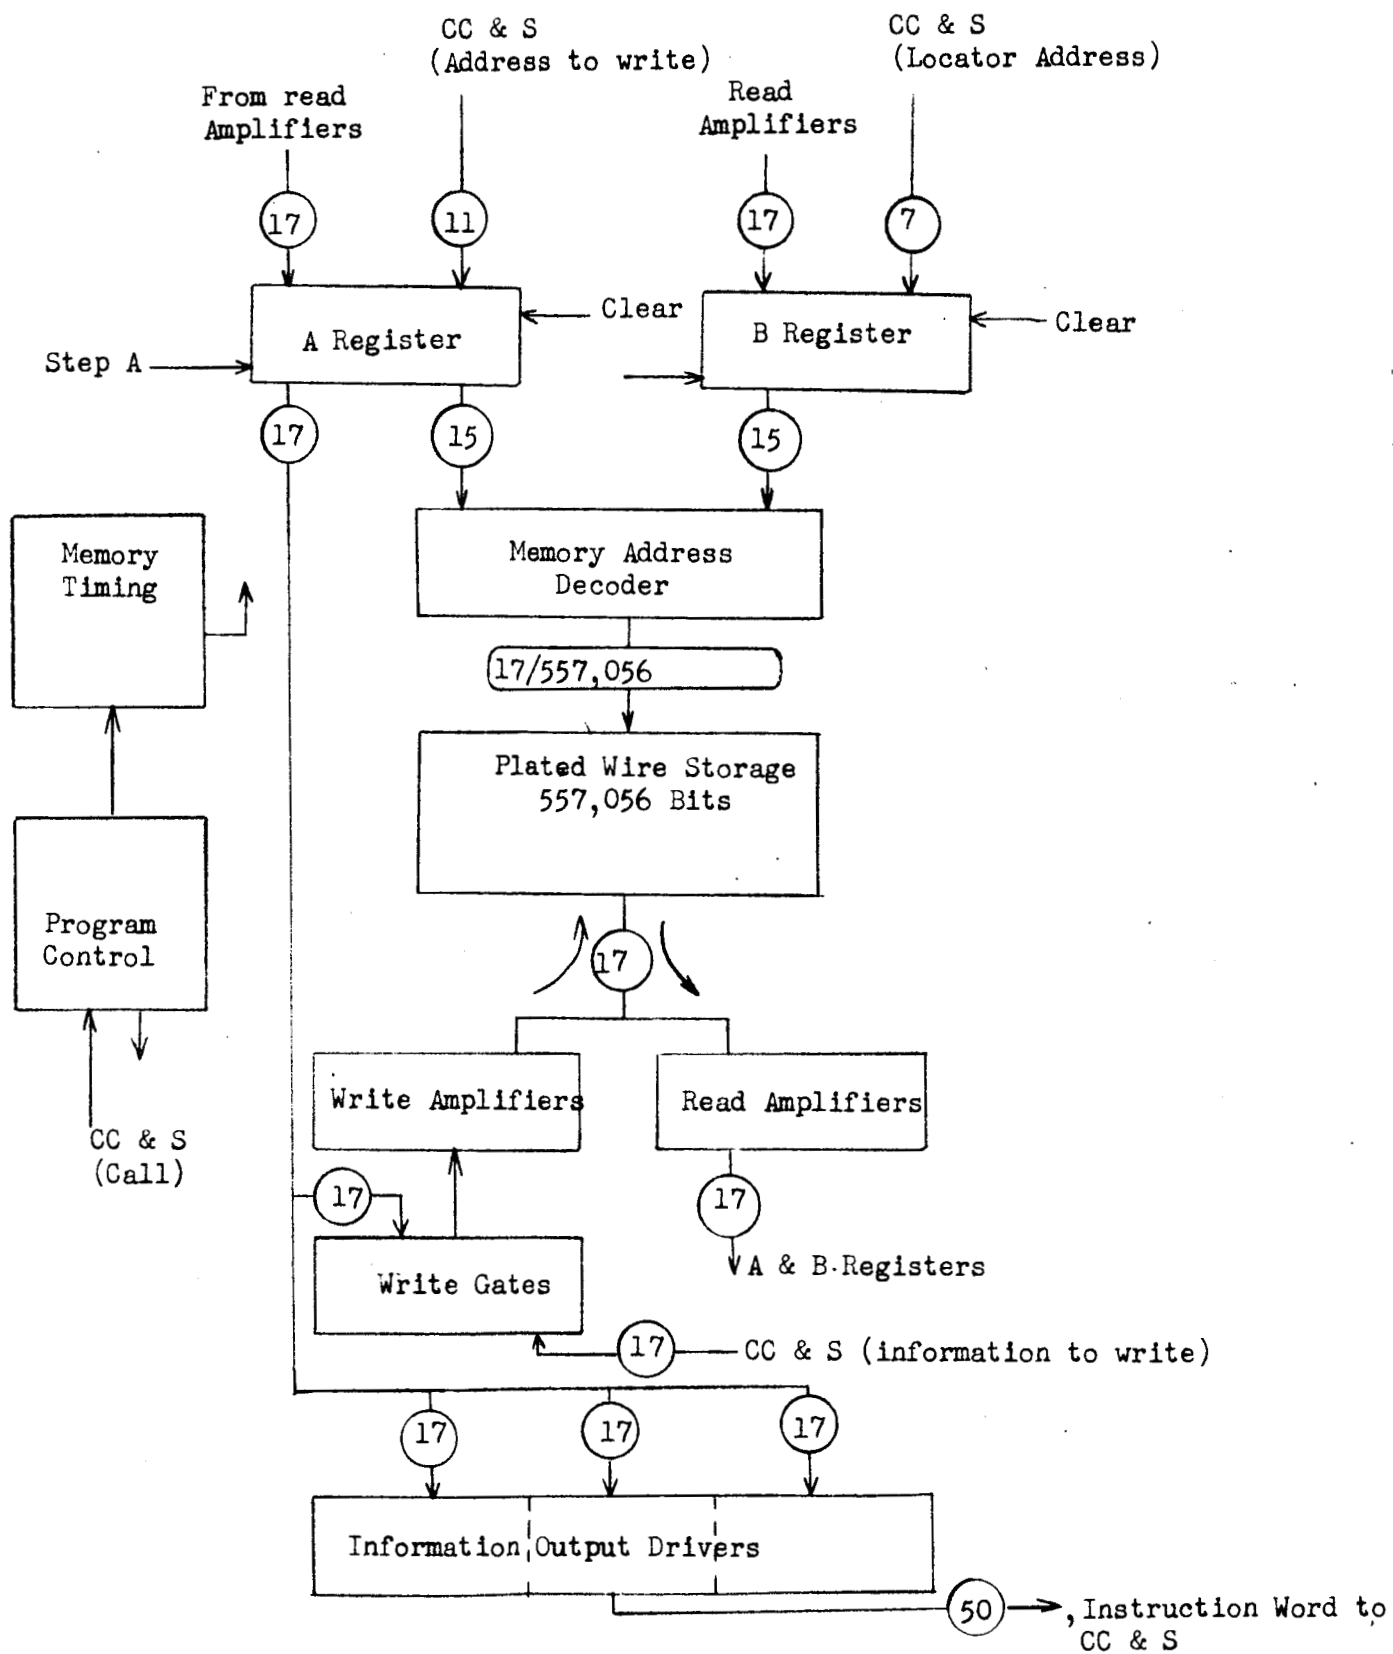 CC & S
(Address to write)
CC & S
(Locator Address)
From read
Amplifiers
Read
Amplifiers
17
11
17
7
A Register
Clear
B Register
Clear
Step A
17
15
15
Memory
Timing
Memory Address
Decoder
17/557,056
Plated Wire Storage
557,056 Bits
Program
Control
17
Write Amplifiers
Read Amplifiers
CC & S
(Call)
17
17
A & B Registers
Write Gates
17
CC & S (information to write)
17
17
17
Information Output Drivers
50
, Instruction Word to
CC & S